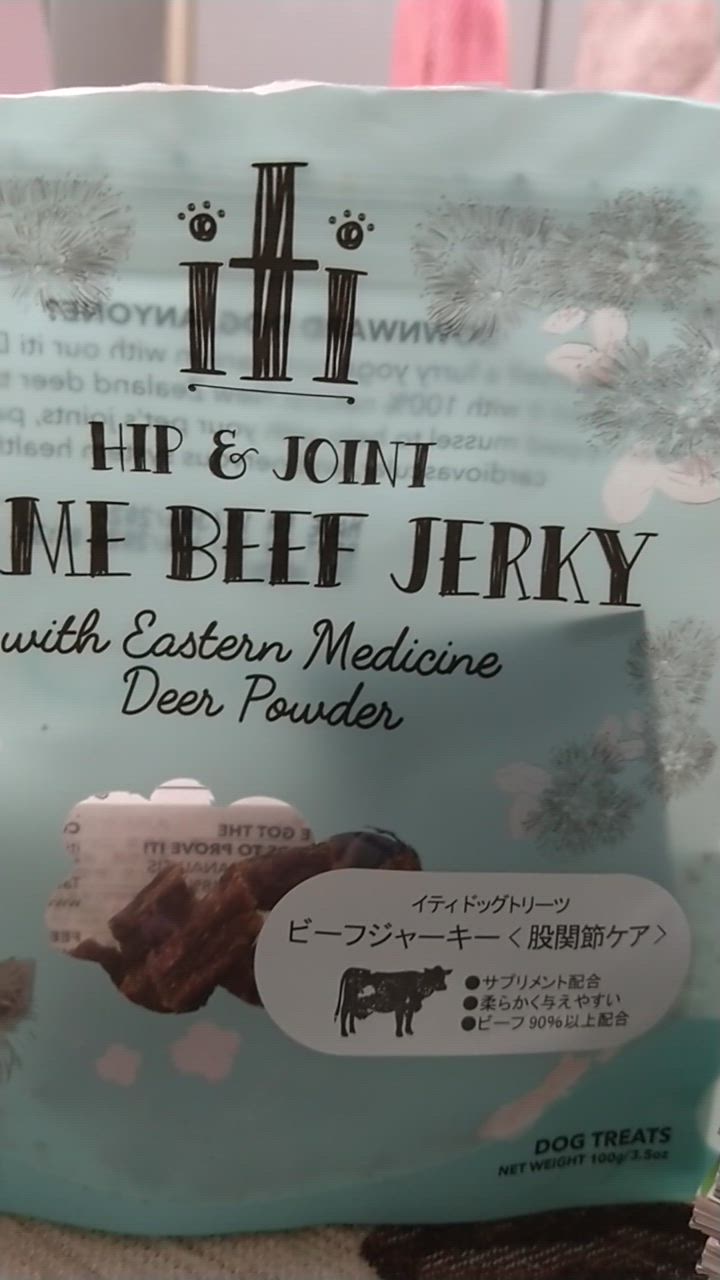 iti
HIP & JOINT
ME BEEF JERKY
with Eastern Medicine
Deer Powder
イティドッグトリーツ
ビーフジャーキー<股関節ケア>
●サプリメント配合
●柔らかく与えやすい
●ビーフ90%以上配合
DOG TREATS
NET WEIGHT 100g/3.5oz